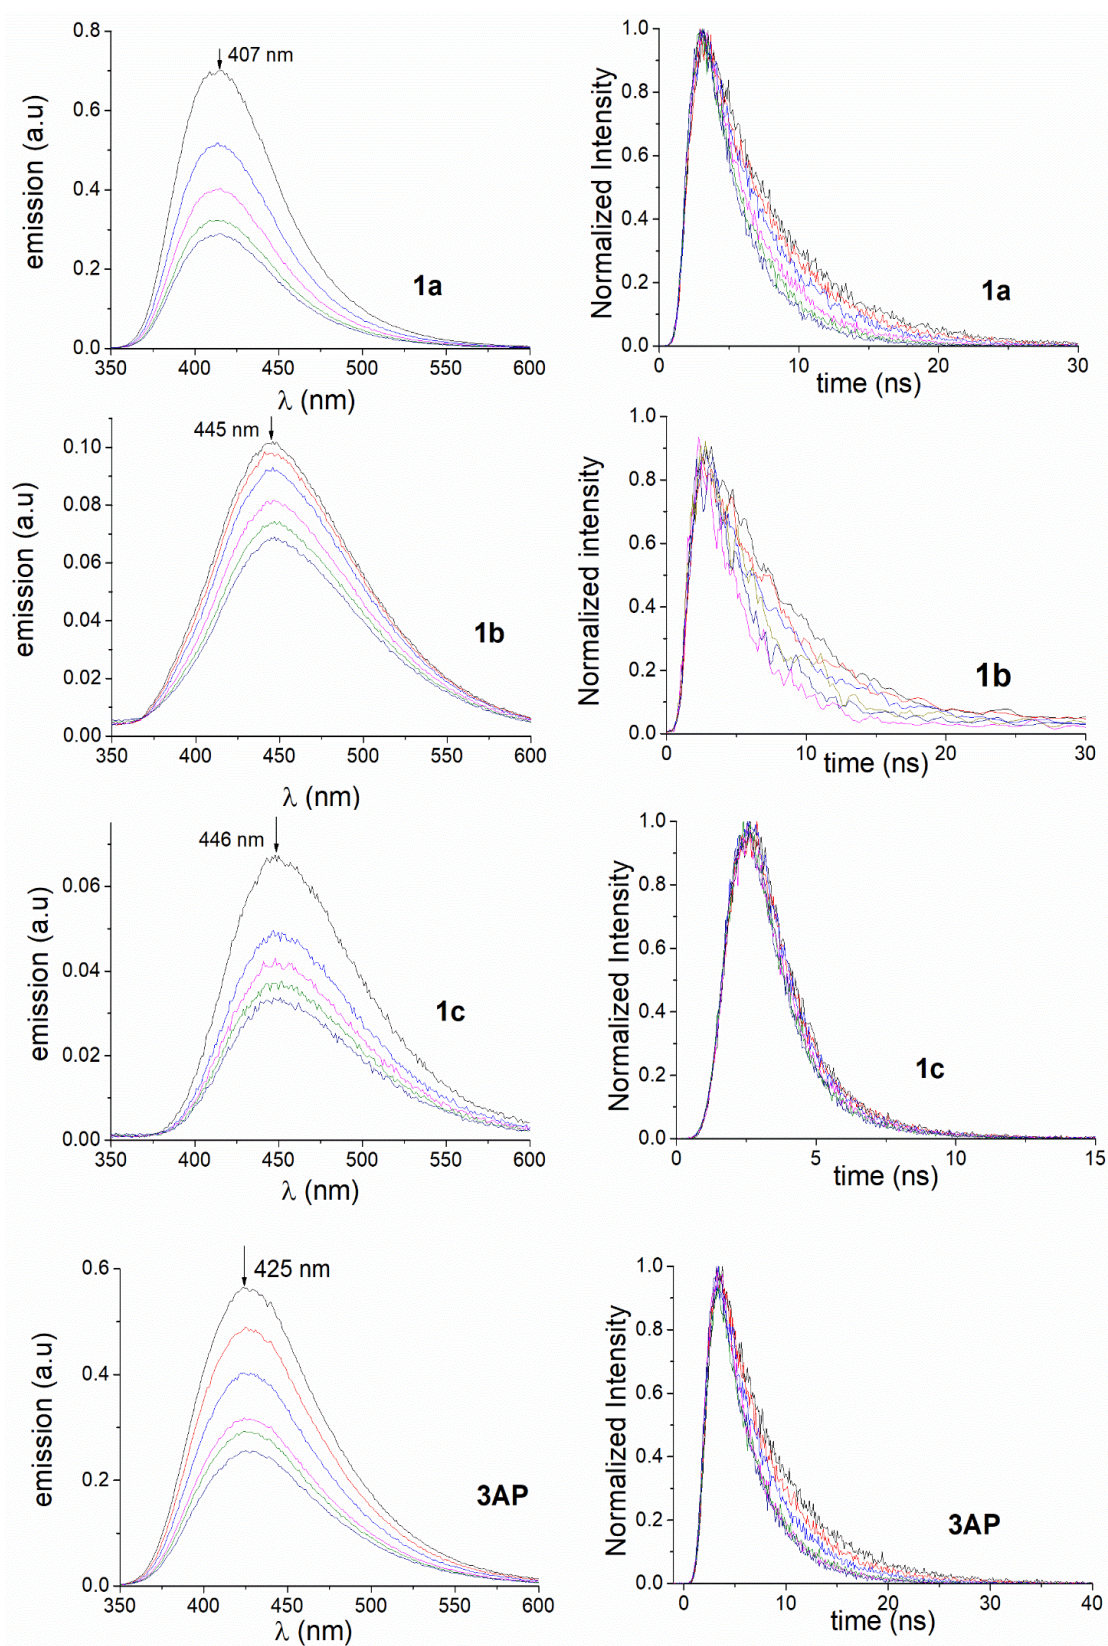 emission (a.u)
0.8
0.6
0.4
0.2
0.0
407 nm
1a
350 400 450 500 550 600
λ (nm)
Normalized Intensity
1.0
0.8
0.6
0.4
0.2
0.0
1a
0 10 20 30
time (ns)
emission (a.u)
0.10
0.08
0.06
0.04
0.02
0.00
445 nm
1b
350 400 450 500 550 600
λ (nm)
Normalized intensity
1.0
0.8
0.6
0.4
0.2
0.0
1b
0 10 20 30
time (ns)
emission (a.u)
0.06
0.04
0.02
0.00
446 nm
1c
350 400 450 500 550 600
λ (nm)
Normalized Intensity
1.0
0.8
0.6
0.4
0.2
0.0
1c
0 5 10 15
time (ns)
emission (a.u)
0.6
0.4
0.2
0.0
425 nm
3AP
350 400 450 500 550 600
λ (nm)
Normalized Intensity
1.0
0.8
0.6
0.4
0.2
0.0
3AP
0 10 20 30 40
time (ns)